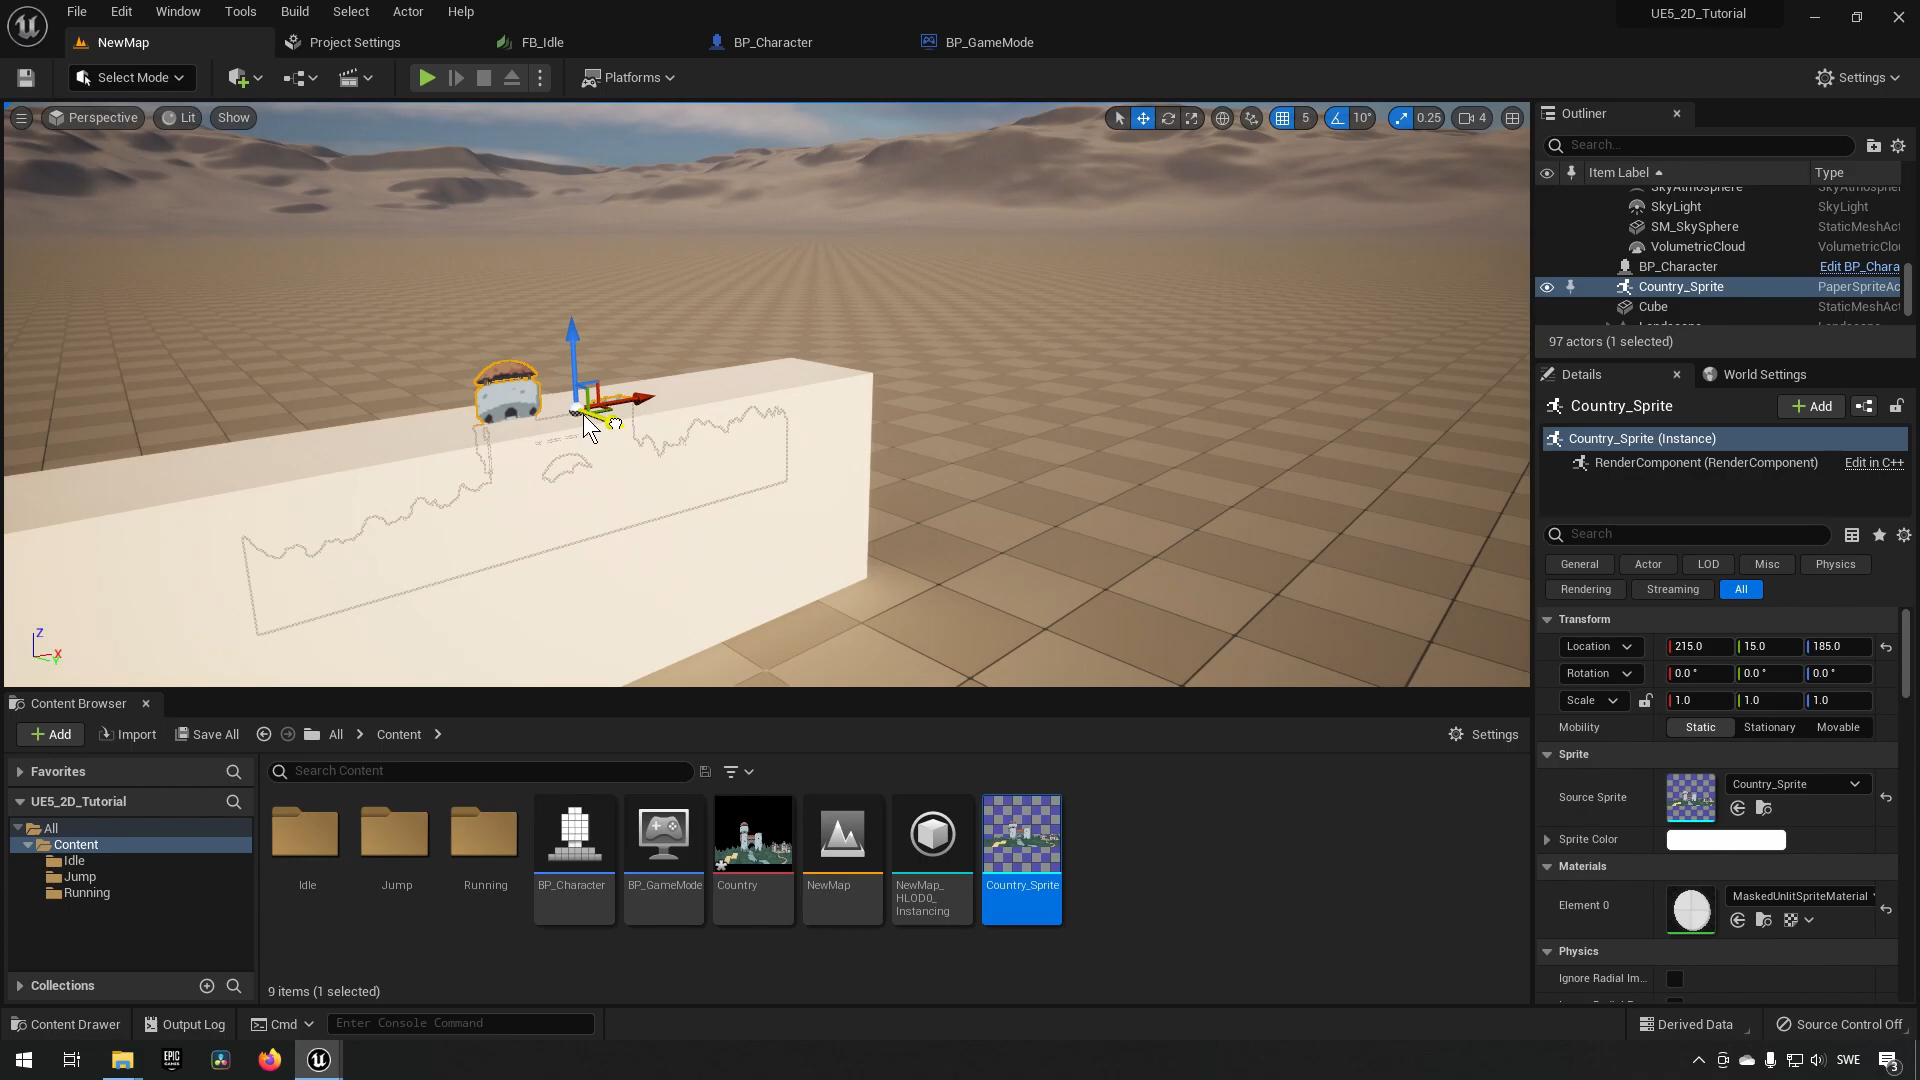 File Edit Window Tools Build Select Actor Help
UE5_2D_Tutorial
NewMap
Project Settings
FB_Idle
BP_Character
BP_GameMode
Select Mode
Platforms
Settings
Perspective
Lit
Show
5
10°
0.25
4
Outliner
Search...
Item Label
Type
SkyAtmosphere
SkyLight
SkyLight
SM_SkySphere
StaticMeshAct
VolumetricCloud
VolumetricClou
BP_Character
Edit BP_Chara
Country_Sprite
PaperSpriteAc
Cube
StaticMeshAct
97 actors (1 selected)
Details
World Settings
Country_Sprite
Add
Country_Sprite (Instance)
RenderComponent (RenderComponent)
Edit in C++
Search
General
Actor
LOD
Misc
Physics
Rendering
Streaming
All
Transform
Location
215.0
15.0
185.0
Rotation
0.0 °
0.0 °
0.0 °
Scale
1.0
1.0
1.0
Mobility
Static
Stationary
Movable
Sprite
Source Sprite
Country_Sprite
Sprite Color
Materials
Element 0
MaskedUnlitSpriteMaterial
Physics
Ignore Radial Im...
Z
X
Y
Content Browser
Add
Import
Save All
All
Content
Settings
Favorites
UE5_2D_Tutorial
All
Content
Idle
Jump
Running
Collections
Search Content
Idle
Jump
Running
BP_Character
BP_GameMode
Country
NewMap
NewMap_
HLOD0_
Instancing
Country_Sprite
9 items (1 selected)
Content Drawer
Output Log
Cmd
Enter Console Command
Derived Data
Source Control Off
EPIC
GAMES
SWE
3